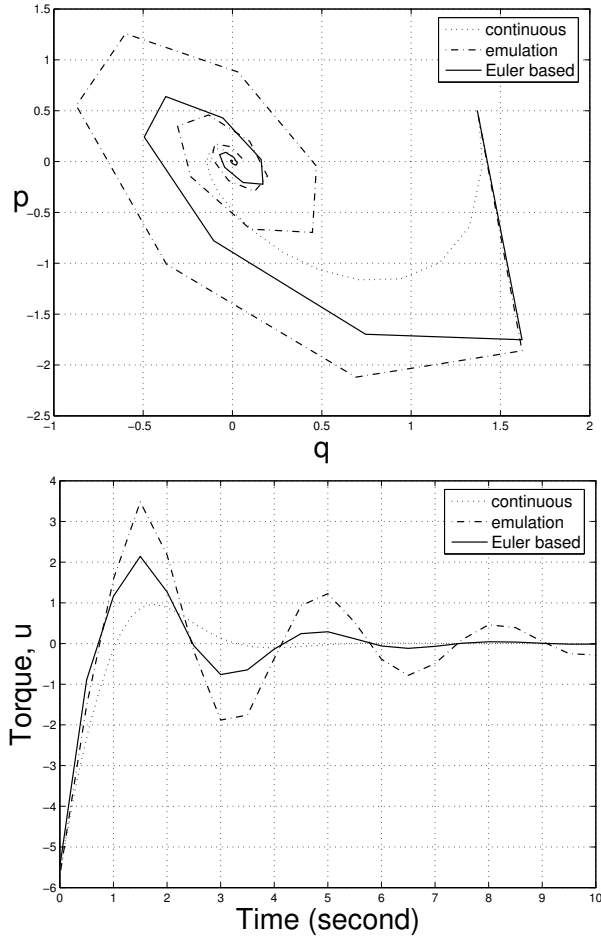 1.5
1
0.5
0
−0.5
−1
−1.5
−2
−2.5
p
continuous
emulation
Euler based
−1 −0.5 0 0.5 1 1.5 2
q
4
3
2
1
0
−1
−2
−3
−4
−5
−6
Torque, u
continuous
emulation
Euler based
0 1 2 3 4 5 6 7 8 9 10
Time (second)